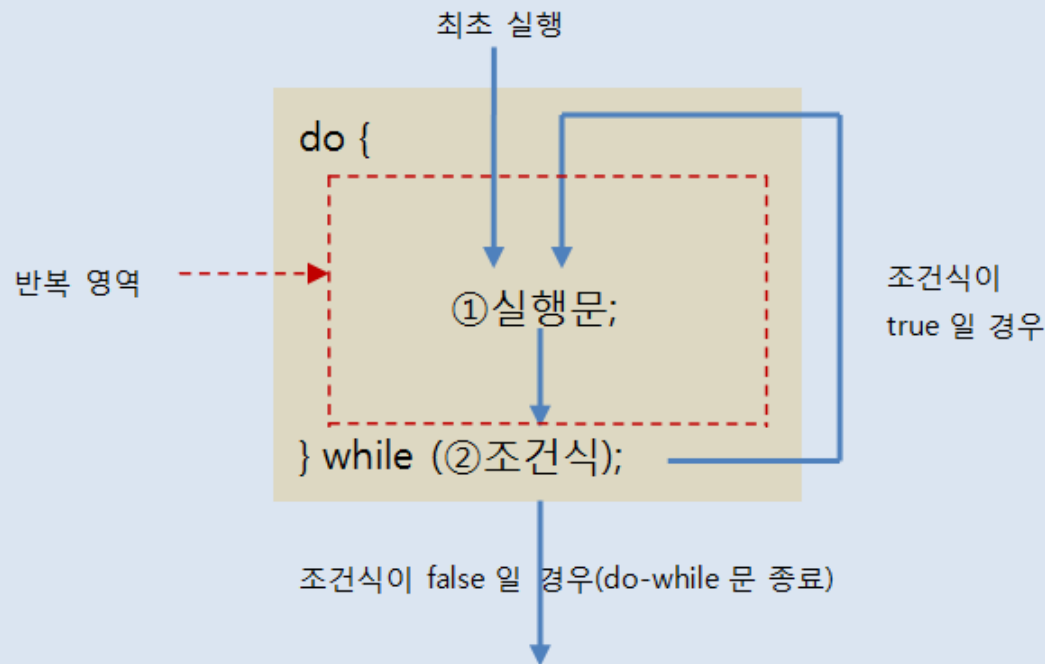 최초 실행
do {
반복 영역
①실행문;
조건식이
true 일 경우
} while (②조건식);
조건식이 false 일 경우(do-while 문 종료)